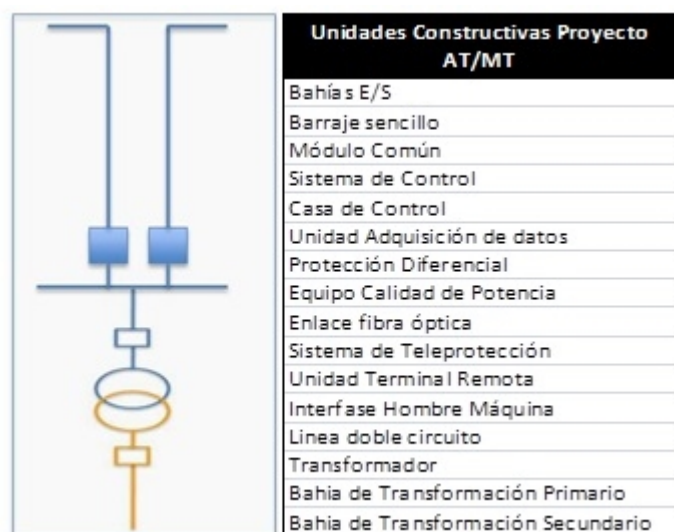 Unidades Constructivas Proyecto
AT/MT
Bahías E/S
Barraje sencillo
Módulo Común
Sistema de Control
Casa de Control
Unidad Adquisición de datos
Protección Diferencial
Equipo Calidad de Potencia
Enlace fibra óptica
Sistema de Teleprotección
Unidad Terminal Remota
Interfase Hombre Máquina
Linea doble circuito
Transformador
Bahia de Transformación Primario
Bahia de Transformación Secundario